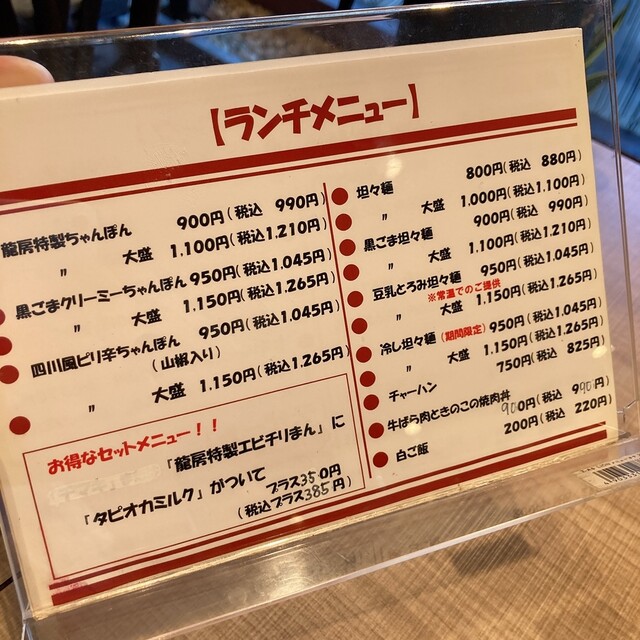 【ランチメニュー】
龍房特製ちゃんぽん 900円(税込 990円)
〃 大盛 1.100円(税込1.210円)
黒ごまクリーミーちゃんぽん 950円(税込1.045円)
〃 大盛 1.150円(税込1.265円)
四川風ピリ辛ちゃんぽん 950円(税込1.045円)
(山椒入り)
〃 大盛 1.150円(税込1.265円)
お得なセットメニュー！！
「龍房特製エビチリまん」に
「タピオカミルク」がついて
プラス350円
(税込プラス385円)
坦々麺 800円(税込 880円)
〃 大盛 1.000円(税込1.100円)
黒ごま坦々麺 900円(税込 990円)
〃 大盛 1.100円(税込1.210円)
豆乳とろみ坦々麺 950円(税込1.045円)
※常温でのご提供
〃 大盛 1.150円(税込1.265円)
冷し坦々麺(期間限定) 950円(税込1.045円)
〃 大盛 1.150円(税込1.265円)
チャーハン 750円(税込 825円)
牛ばら肉ときのこの焼肉丼 900円(税込 990円)
白ご飯 200円(税込 220円)